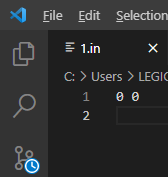 File Edit Selection
1.in
C: > Users > LEGIO
1 0 0
2